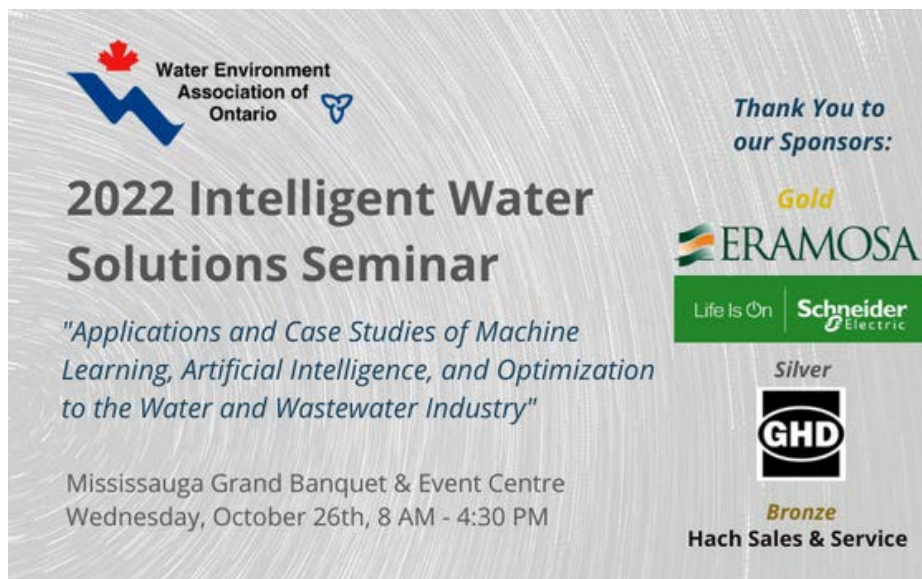 Water Environment
Association of
Ontario
2022 Intelligent Water
Solutions Seminar
"Applications and Case Studies of Machine
Learning, Artificial Intelligence, and Optimization
to the Water and Wastewater Industry"
Mississauga Grand Banquet & Event Centre
Wednesday, October 26th, 8 AM - 4:30 PM
Thank You to
our Sponsors:
Gold
ERAMOSA
Life Is On Schneider
Electric
Silver
GHD
Bronze
Hach Sales & Service